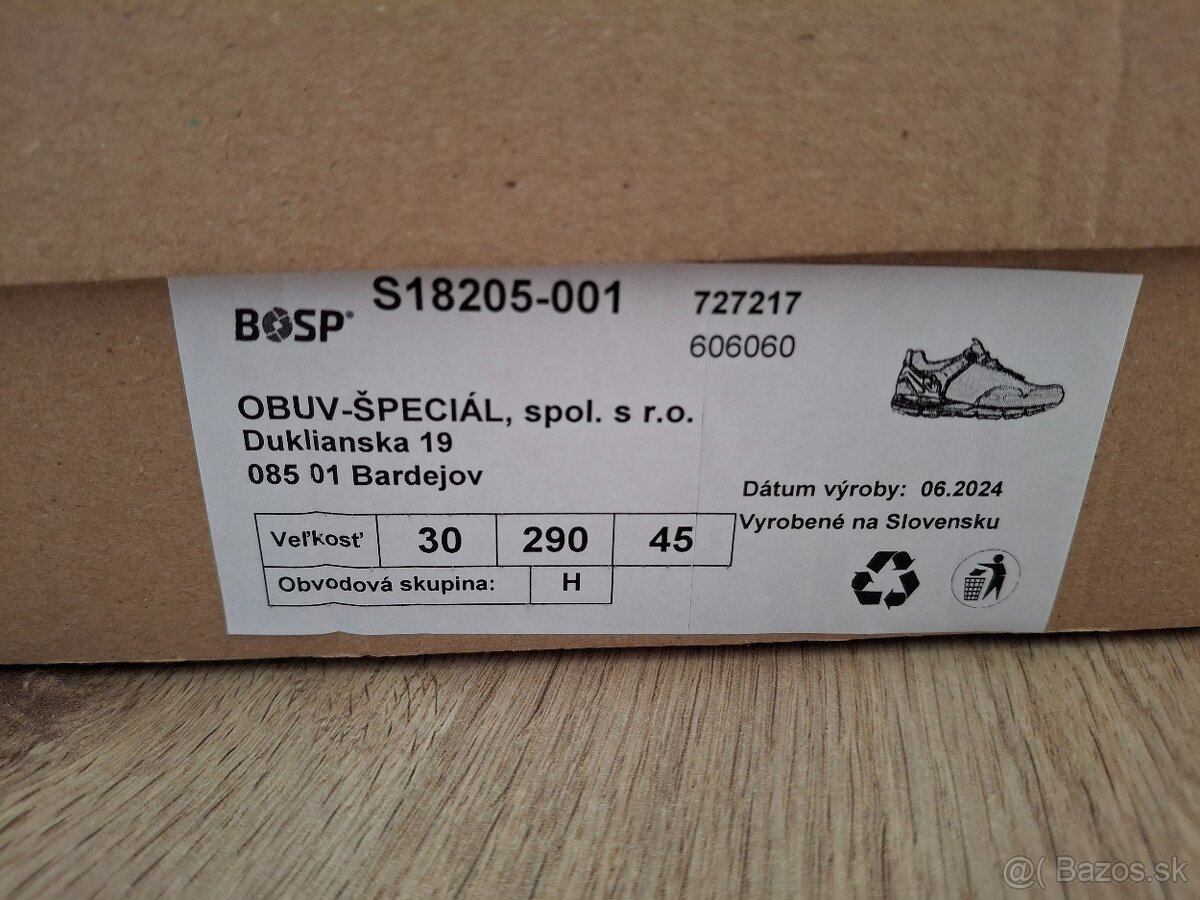 BOSP®
S18205-001
727217
606060
OBUV-ŠPECIÁL, spol. s r.o.
Duklianska 19
085 01 Bardejov
Dátum výroby: 06.2024
Vyrobené na Slovensku
Veľkosť 30 290 45
Obvodová skupina: H
@( Bazos.sk